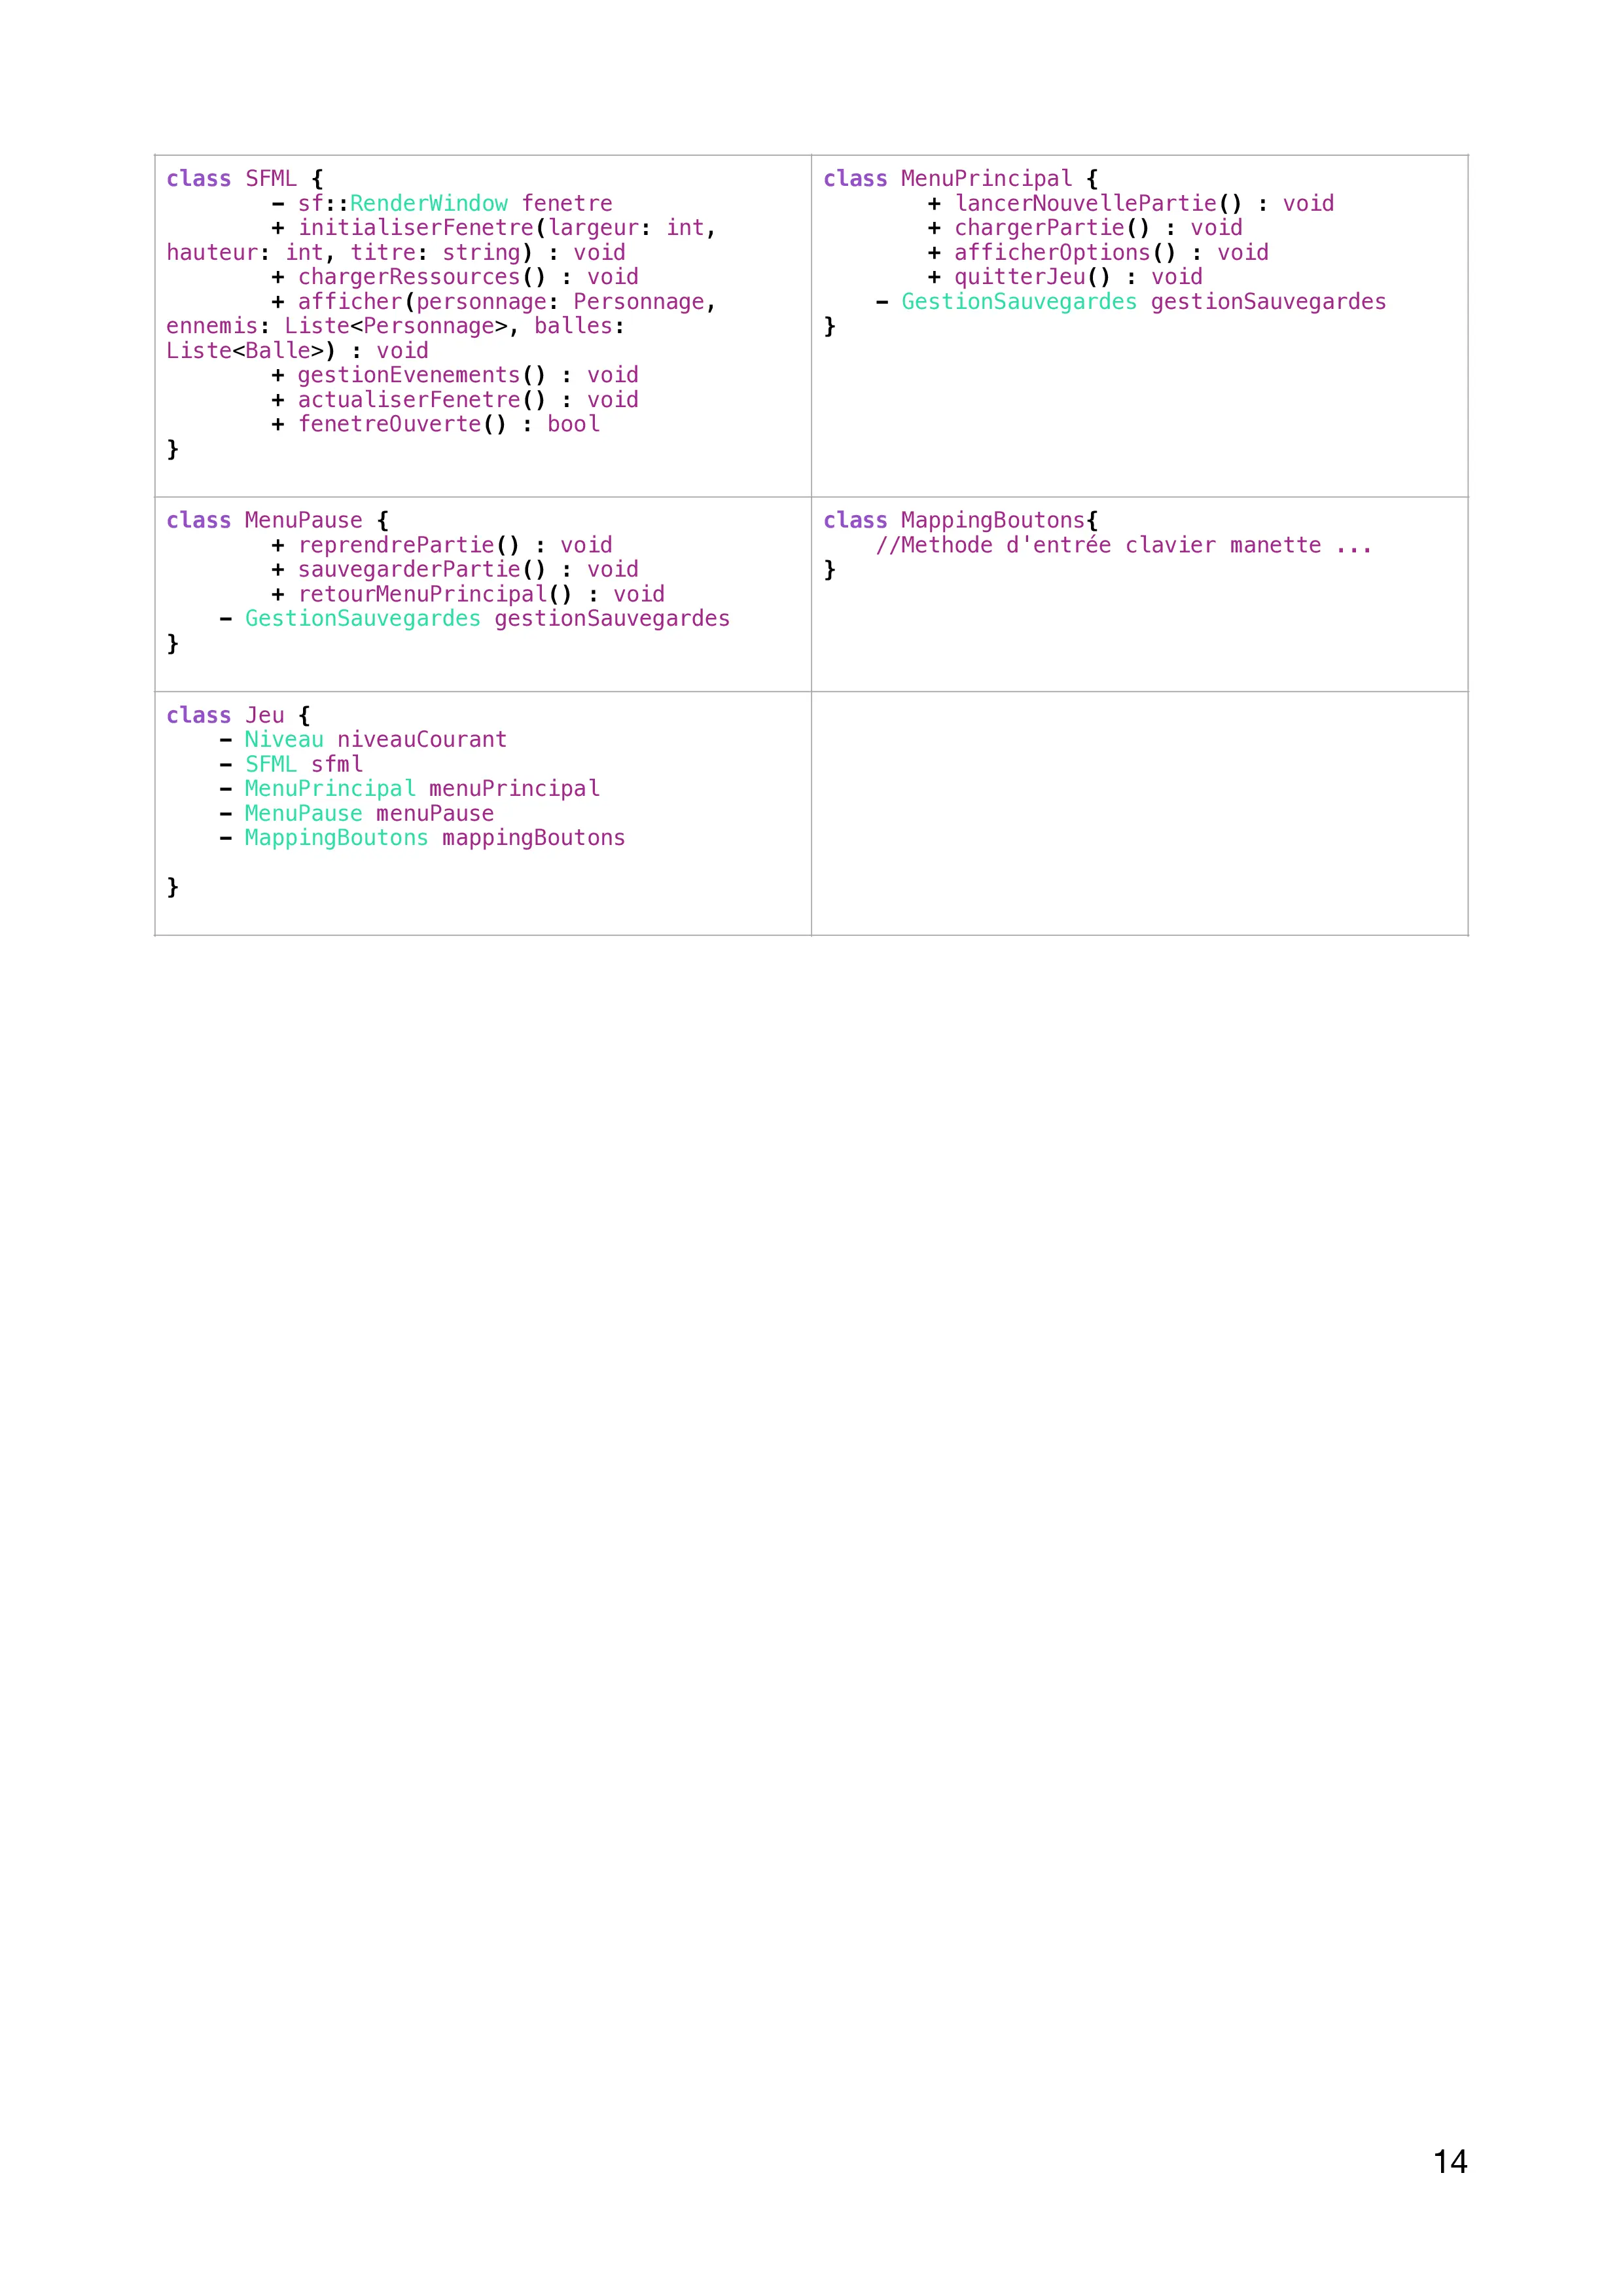 class SFML {
- sf::RenderWindow fenetre
+ initialiserFenetre(largeur: int,
hauteur: int, titre: string) : void
+ chargerRessources() : void
+ afficher(personnage: Personnage,
ennemis: Liste<Personnage>, balles:
Liste<Balle>) : void
+ gestionEvenements() : void
+ actualiserFenetre() : void
+ fenetreOuverte() : bool
}
class MenuPrincipal {
+ lancerNouvellePartie() : void
+ chargerPartie() : void
+ afficherOptions() : void
+ quitterJeu() : void
- GestionSauvegardes gestionSauvegardes
}
class MenuPause {
+ reprendrePartie() : void
+ sauvegarderPartie() : void
+ retourMenuPrincipal() : void
- GestionSauvegardes gestionSauvegardes
}
class MappingBoutons{
//Methode d'entrée clavier manette ...
}
class Jeu {
- Niveau niveauCourant
- SFML sfml
- MenuPrincipal menuPrincipal
- MenuPause menuPause
- MappingBoutons mappingBoutons
}
14